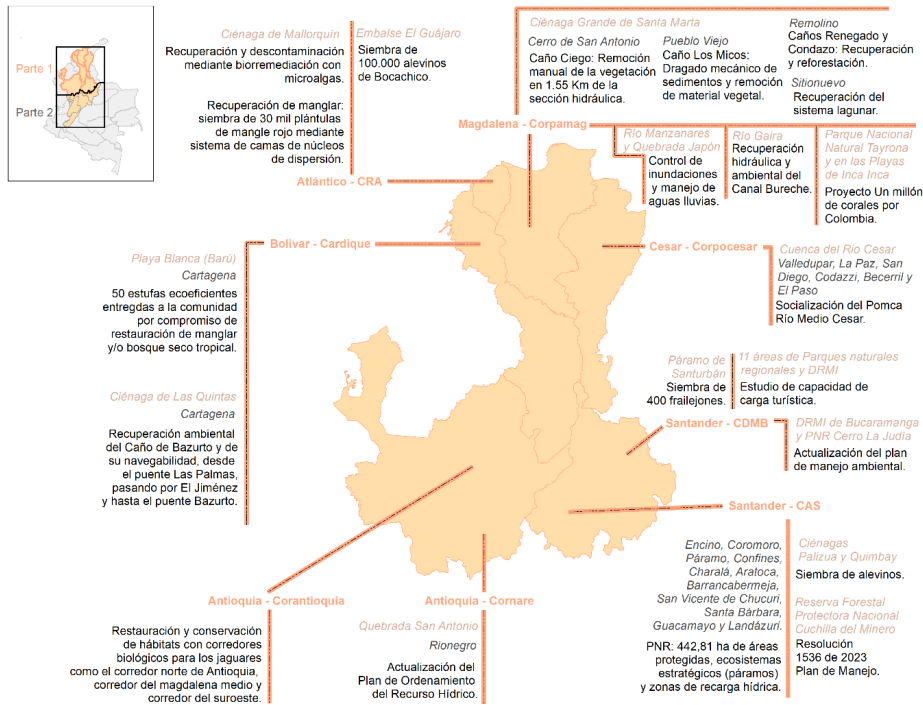 Parte 1
Parte 2
Ciénaga de Mallorquín
Recuperación y descontaminación
mediante biorremediación con
microalgas.
Recuperación de manglar:
siembra de 30 mil plántulas
de mangle rojo mediante
sistema de camas de núcleos
de dispersión.
Embalse El Guájaro
Siembra de
100.000 alevinos
de Bocachico.
Atlántico - CRA
Ciénaga Grande de Santa Marta
Cerro de San Antonio
Caño Ciego: Remoción
manual de la vegetación
en 1.55 Km de la
sección hidráulica.
Pueblo Viejo
Caño Los Micos:
Dragado mecánico de
sedimentos y remoción
de material vegetal.
Remolino
Caños Renegado y
Condazo: Recuperación
y reforestación.
Sitionuevo
Recuperación del
sistema lagunar.
Magdalena - Corpamag
Río Manzanares
y Quebrada Japón
Control de
inundaciones
y manejo de
aguas lluvias.
Río Gaira
Recuperación
hidráulica y
ambiental del
Canal Bureche.
Parque Nacional
Natural Tayrona
y en las Playas
de Inca Inca
Proyecto Un millón
de corales por
Colombia.
Bolivar - Cardique
Playa Blanca (Barú)
Cartagena
50 estufas ecoeficientes
entregdas a la comunidad
por compromiso de
restauración de manglar
y/o bosque seco tropical.
Ciénaga de Las Quintas
Cartagena
Recuperación ambiental
del Caño de Bazurto y de
su navegabilidad, desde
el puente Las Palmas,
pasando por El Jiménez
y hasta el puente Bazurto.
Cesar - Corpocesar
Cuenca del Rio Cesar
Valledupar, La Paz, San
Diego, Codazzi, Becerril y
El Paso
Socialización del Pomca
Río Medio Cesar.
Páramo de
Santurbán
Siembra de
400 frailejones.
11 áreas de Parques naturales
regionales y DRMI
Estudio de capacidad de
carga turística.
Santander - CDMB
DRMI de Bucaramanga
y PNR Cerro La Judía
Actualización del plan
de manejo ambiental.
Santander - CAS
Encino, Coromoro,
Páramo, Confines,
Charalá, Aratoca,
Barrancabermeja,
San Vicente de Chucurí,
Santa Bárbara,
Guacamayo y Landázuri.
PNR: 442,81 ha de áreas
protegidas, ecosistemas
estratégicos (páramos)
y zonas de recarga hídrica.
Ciénagas
Palizua y Quimbay
Siembra de alevinos.
Reserva Forestal
Protectora Nacional
Cuchilla del Minero
Resolución
1536 de 2023
Plan de Manejo.
Antioquia - Corantioquia
Restauración y conservación
de hábitats con corredores
biológicos para los jaguares
como el corredor norte de Antioquia,
corredor del magdalena medio y
corredor del suroeste.
Antioquia - Cornare
Quebrada San Antonio
Rionegro
Actualización del
Plan de Ordenamiento
del Recurso Hídrico.